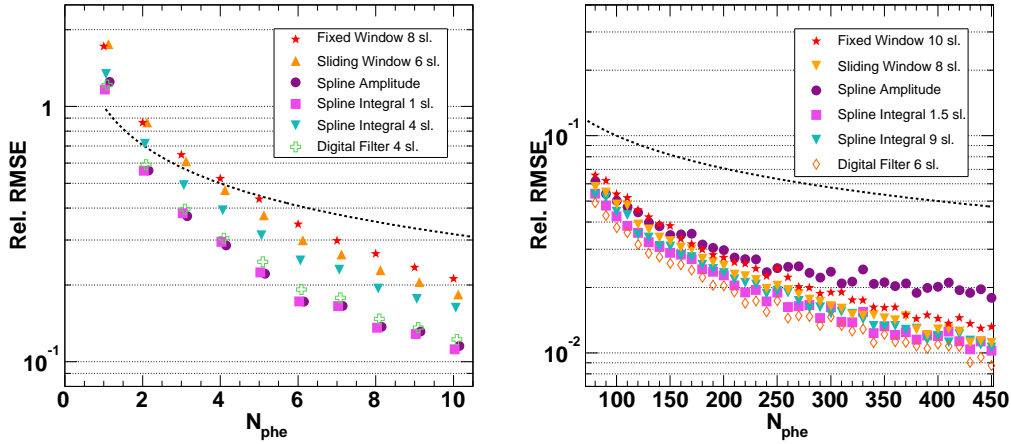 Rel. RMSE
1
10-1
0 2 4 6 8 10
Nphe
Fixed Window 8 sl.
Sliding Window 6 sl.
Spline Amplitude
Spline Integral 1 sl.
Spline Integral 4 sl.
Digital Filter 4 sl.
Rel. RMSE
10-1
10-2
100 150 200 250 300 350 400 450
Nphe
Fixed Window 10 sl.
Sliding Window 8 sl.
Spline Amplitude
Spline Integral 1.5 sl.
Spline Integral 9 sl.
Digital Filter 6 sl.